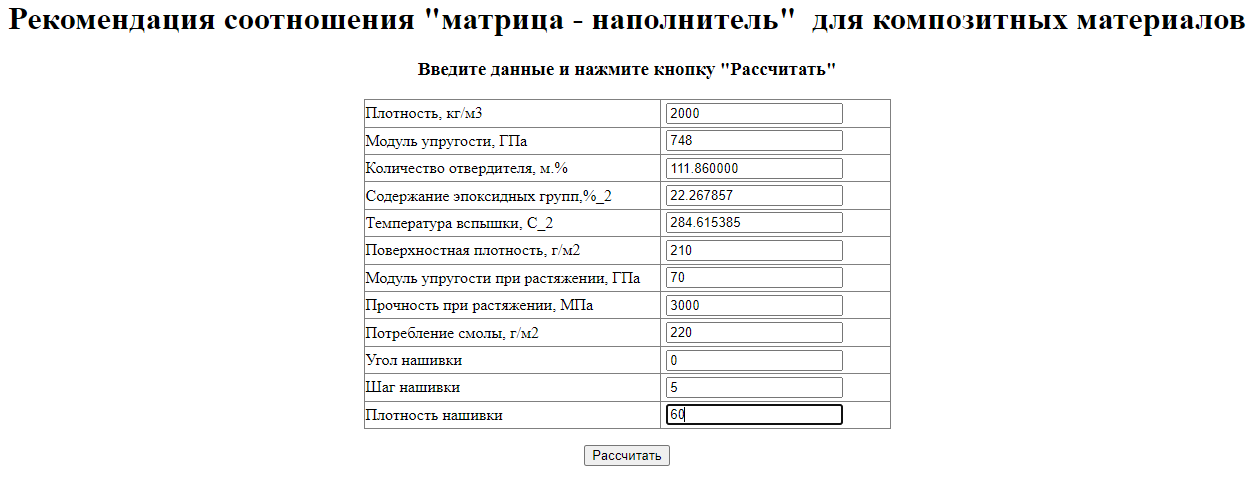 Рекомендация соотношения "матрица - наполнитель" для композитных материалов
Введите данные и нажмите кнопку "Рассчитать"
Плотность, кг/м3 2000
Модуль упругости, ГПа 748
Количество отвердителя, м.% 111.860000
Содержание эпоксидных групп,%_2 22.267857
Температура вспышки, С_2 284.615385
Поверхностная плотность, г/м2 210
Модуль упругости при растяжении, ГПа 70
Прочность при растяжении, МПа 3000
Потребление смолы, г/м2 220
Угол нашивки 0
Шаг нашивки 5
Плотность нашивки 60
Рассчитать